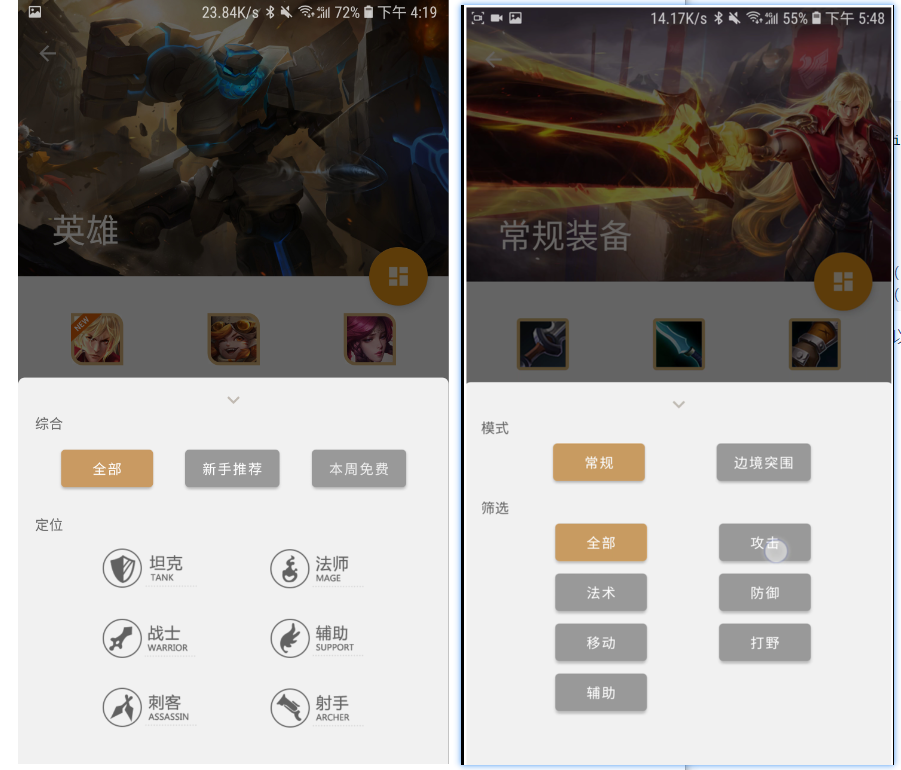 23.84K/s 72% 下午 4:19
英雄
NEW
综合
全部 新手推荐 本周免费
定位
坦克 TANK
法师 MAGE
战士 WARRIOR
辅助 SUPPORT
刺客 ASSASSIN
射手 ARCHER
14.17K/s 55% 下午 5:48
常规装备
模式
常规 边境突围
筛选
全部 攻击
法术 防御
移动 打野
辅助